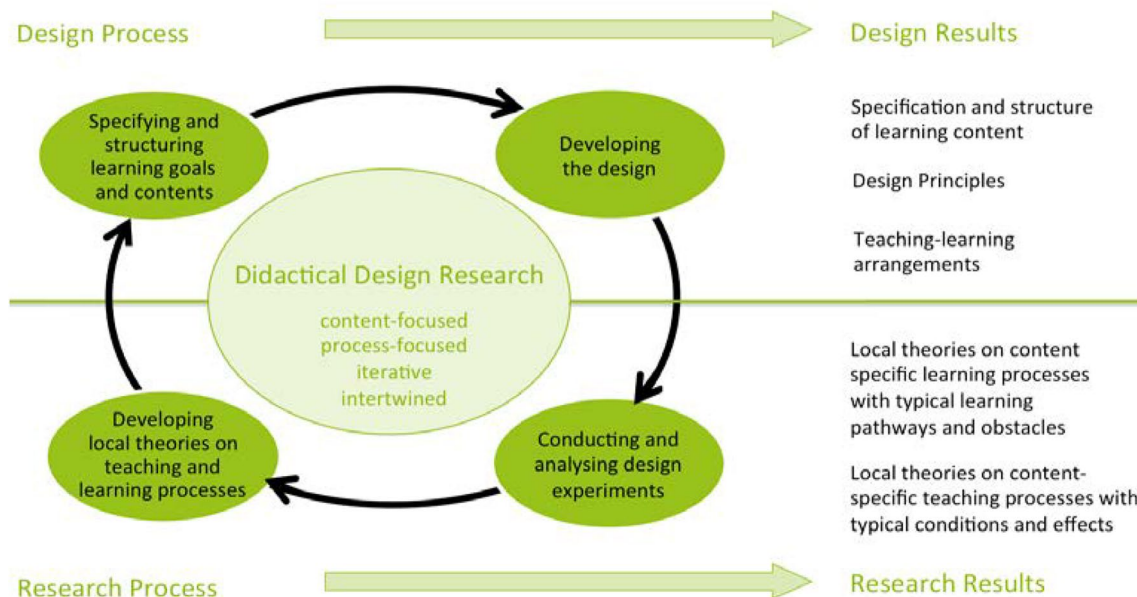 Design Process
Design Results
Specifying and
structuring
learning goals
and contents
Developing
the design
Specification and structure
of learning content
Design Principles
Teaching-learning
arrangements
Didactical Design Research
content-focused
process-focused
iterative
intertwined
Developing
local theories on
teaching and
learning processes
Conducting and
analysing design
experiments
Local theories on content
specific learning processes
with typical learning
pathways and obstacles
Local theories on content-
specific teaching processes with
typical conditions and effects
Research Process
Research Results